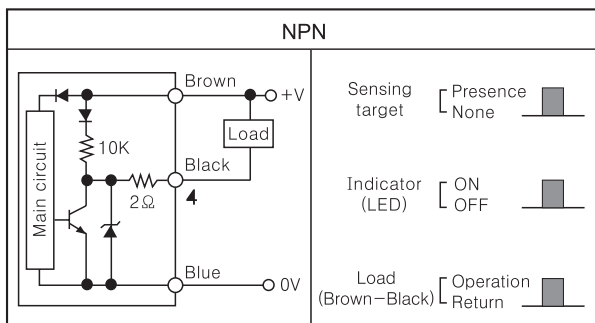 NPN
Brown
+V
Load
10K
Black
4
2Ω
Main circuit
Blue
0V
Sensing target
Presence
None
Indicator (LED)
ON
OFF
Load (Brown−Black)
Operation
Return